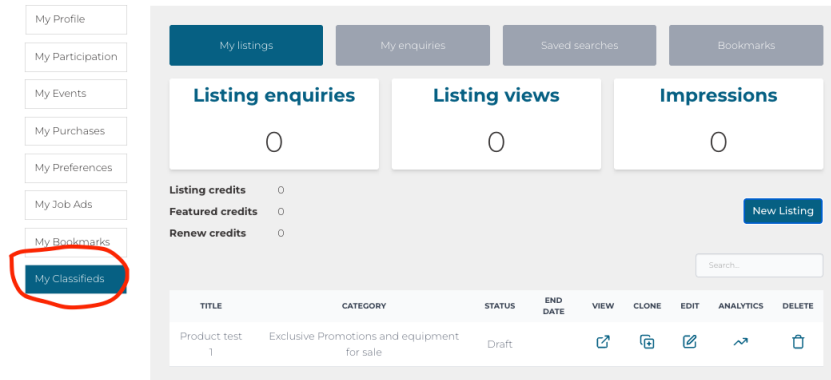 My Profile
My Participation
My Events
My Purchases
My Preferences
My Job Ads
My Bookmarks
My Classifieds
My listings
My enquiries
Saved searches
Bookmarks
Listing enquiries
0
Listing views
0
Impressions
0
Listing credits 0
Featured credits 0
Renew credits 0
New Listing
Search...
TITLE CATEGORY STATUS END DATE VIEW CLONE EDIT ANALYTICS DELETE
Product test 1 Exclusive Promotions and equipment for sale Draft